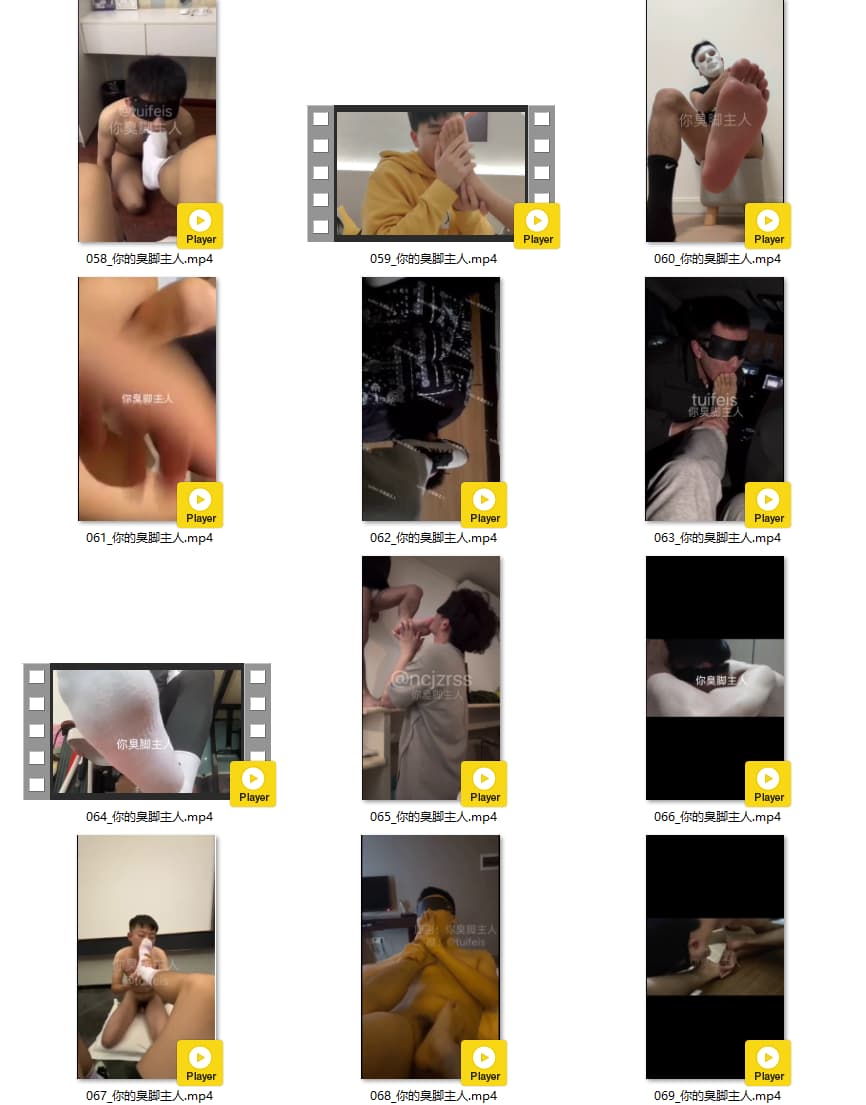 @tuifeis
你臭脚主人
Player
058_你的臭脚主人.mp4
Player
059_你的臭脚主人.mp4
你臭脚主人
Player
060_你的臭脚主人.mp4
你臭脚主人
Player
061_你的臭脚主人.mp4
Player
062_你的臭脚主人.mp4
tuifeis
你臭脚主人
Player
063_你的臭脚主人.mp4
你臭脚主人
Player
064_你的臭脚主人.mp4
@ncjzrss
你臭脚主人
Player
065_你的臭脚主人.mp4
你臭脚主人
Player
066_你的臭脚主人.mp4
你臭脚主人
@tuifeis
Player
067_你的臭脚主人.mp4
你臭脚主人
@tuifeis
Player
068_你的臭脚主人.mp4
Player
069_你的臭脚主人.mp4